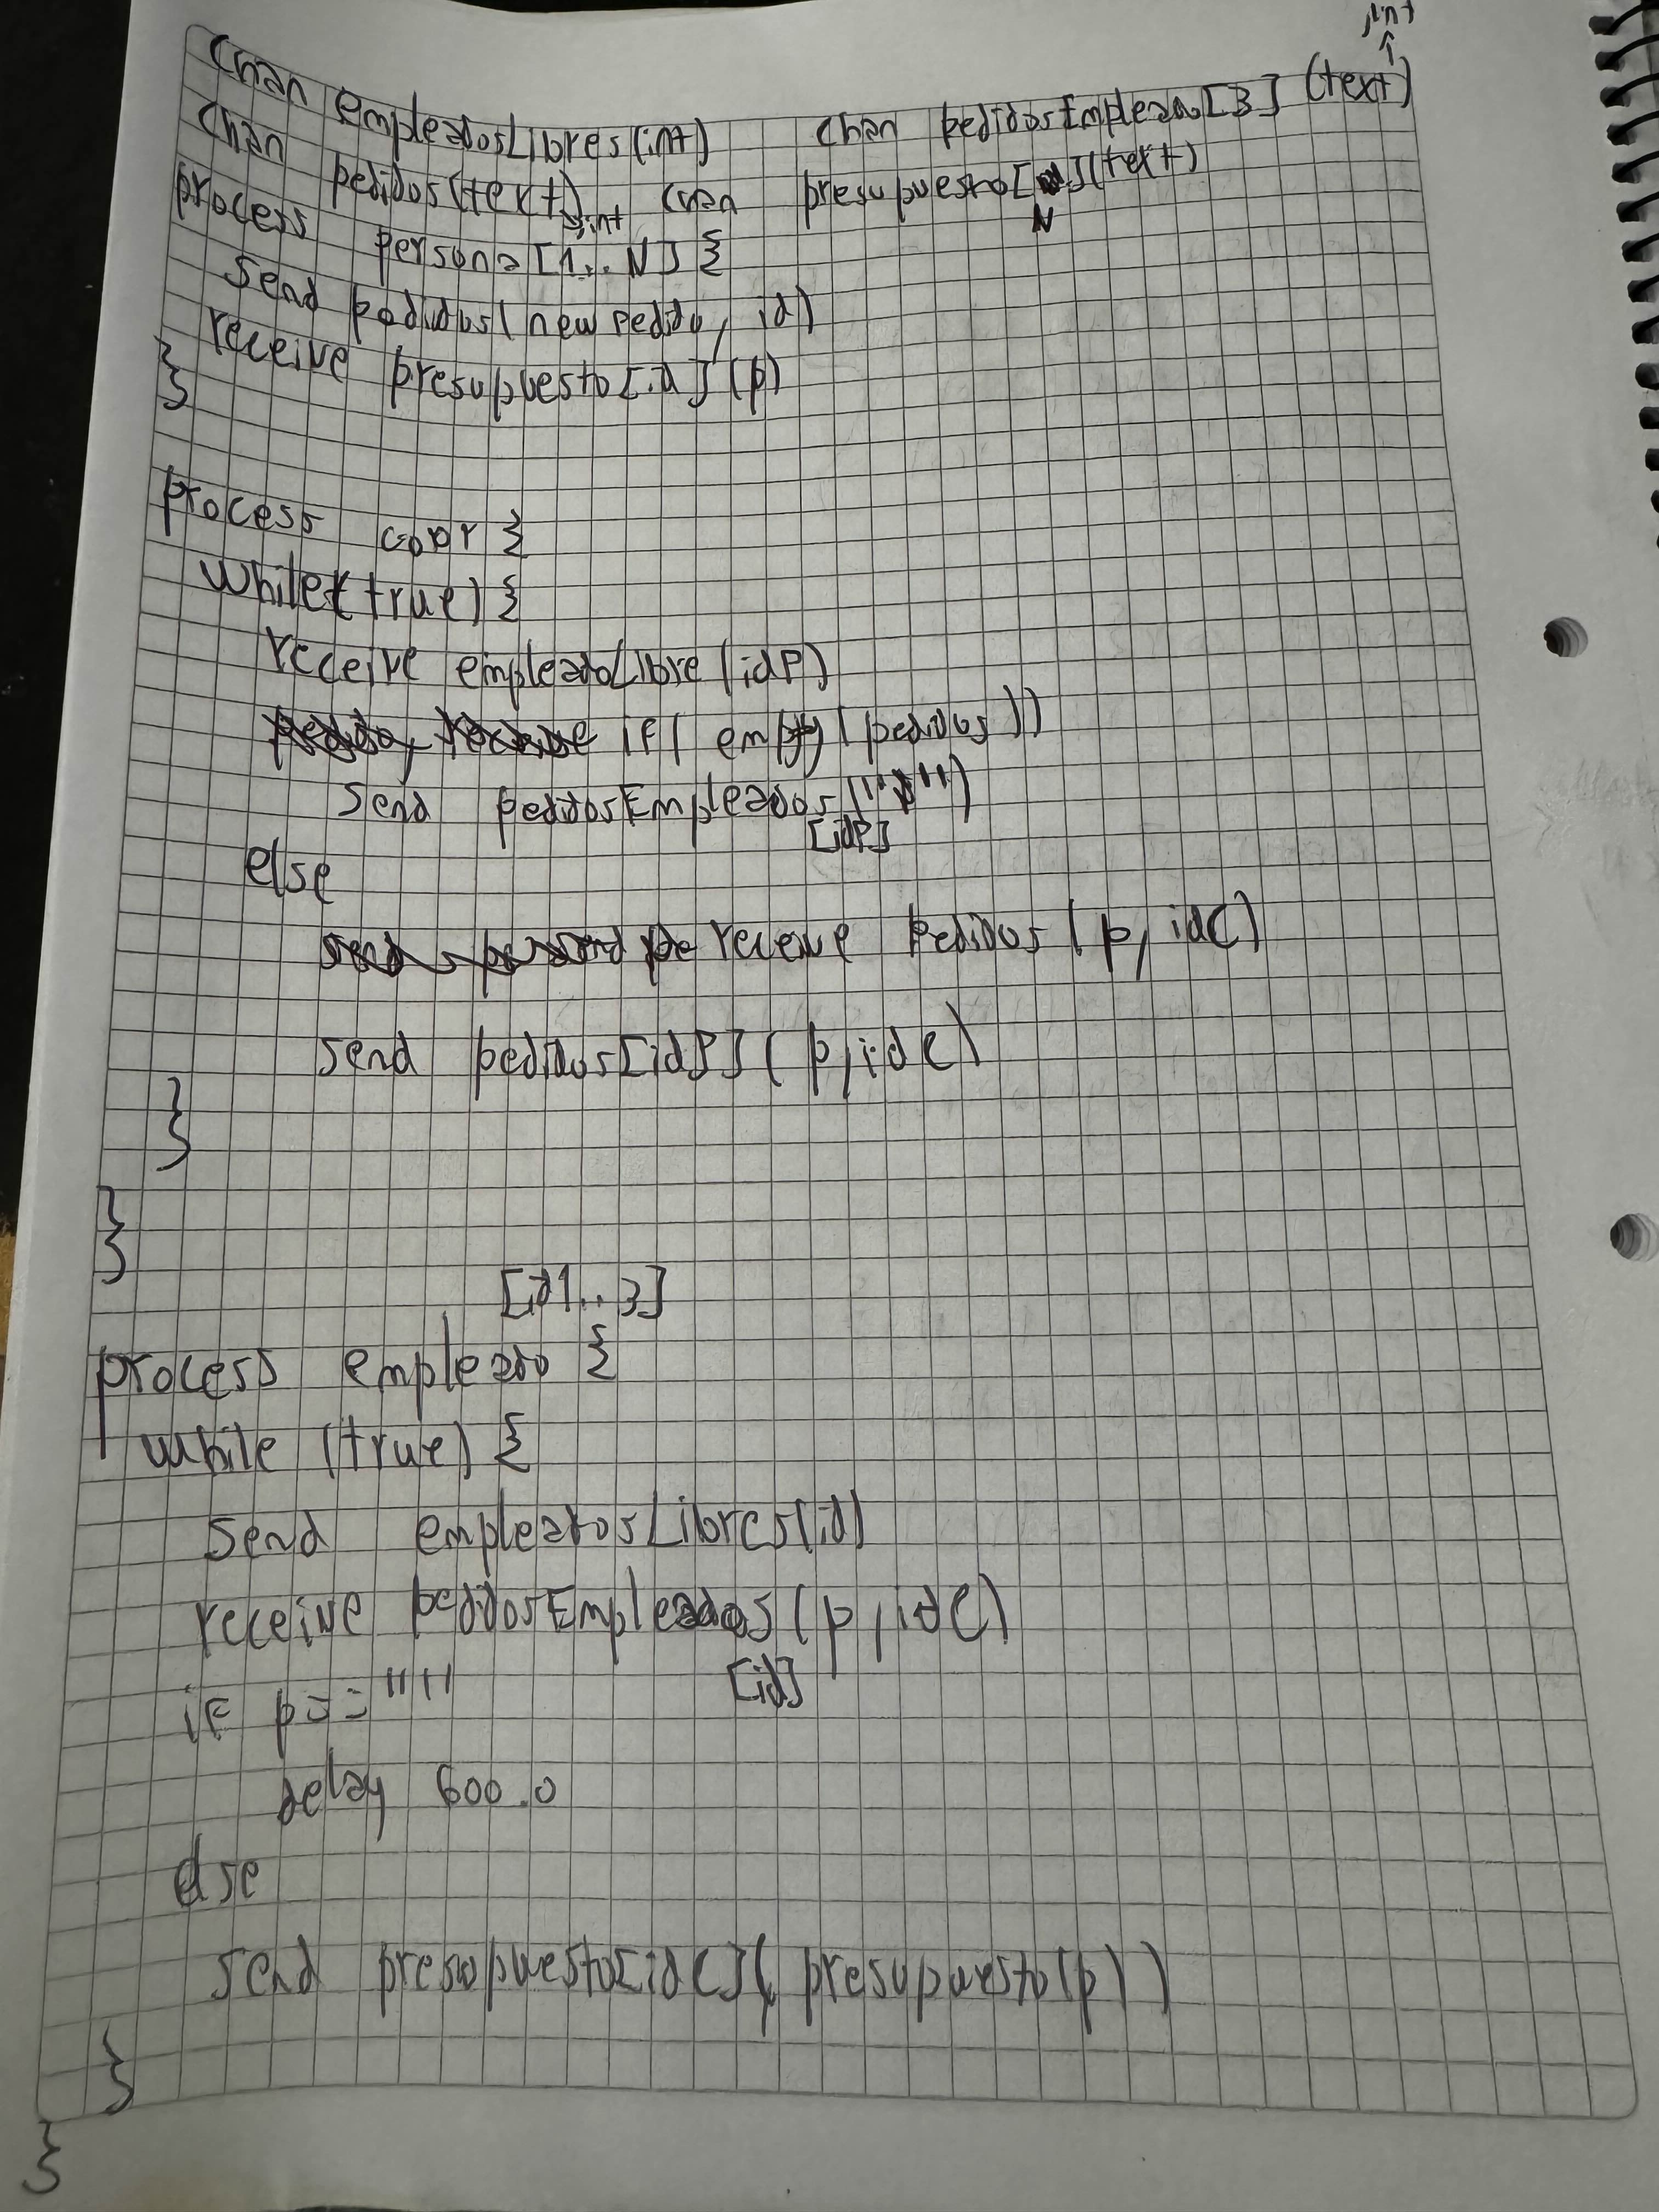 chan empleadosLibres(int)   chan pedidosEmpleado[3] (text,int)
chan pedidos(text,int)   chan presupuesto[N](text)
process persona[1..N] {
send pedidos(new pedido, id)
receive presupuesto[id](p)
}
process coor {
while(true) {
receive empleadoLibre(idP)
if( empty(pedidos))
send pedidosEmpleados[idP]("")
else
receive Pedidos(p, idC)
send pedidos[idP](p,idC)
}
}
process empleado [id1..3] {
while (true) {
send empleadosLibres(id)
receive pedidosEmpleados[id](p,idC)
if p==""
delay 600.0
else
send presupuesto[idC](presupuesto(p))
}
}